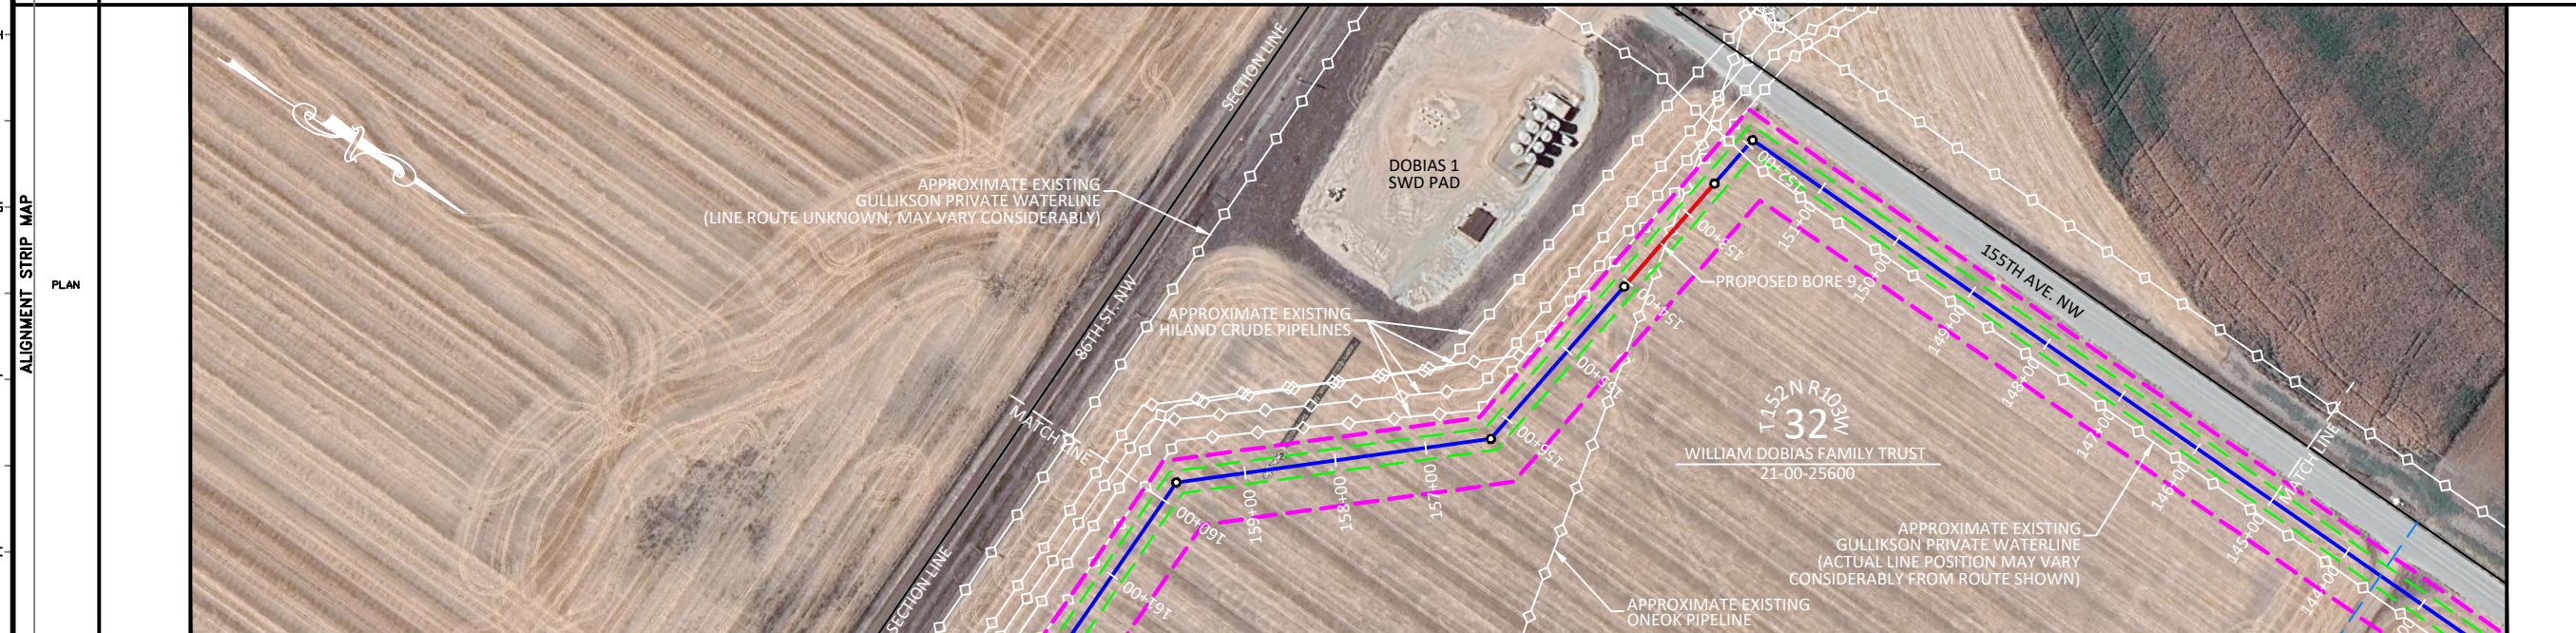 ALIGNMENT STRIP MAP
PLAN
SECTION LINE
DOBIAS 1
SWD PAD
APPROXIMATE EXISTING
GULLIKSON PRIVATE WATERLINE
(LINE ROUTE UNKNOWN, MAY VARY CONSIDERABLY)
152+00
151+00
153+00
150+00
155TH AVE. NW
PROPOSED BORE 9
86TH ST. NW
APPROXIMATE EXISTING
HILAND CRUDE PIPELINES
154+00
149+00
155+00
148+00
MATCH LINE
T152N R103W
32
WILLIAM DOBIAS FAMILY TRUST
21-00-25600
156+00
147+00
MATCH LINE
146+00
157+00
158+00
159+00
160+00
145+00
APPROXIMATE EXISTING
GULLIKSON PRIVATE WATERLINE
(ACTUAL LINE POSITION MAY VARY
CONSIDERABLY FROM ROUTE SHOWN)
144+00
SECTION LINE
161+00
APPROXIMATE EXISTING
ONEOK PIPELINE